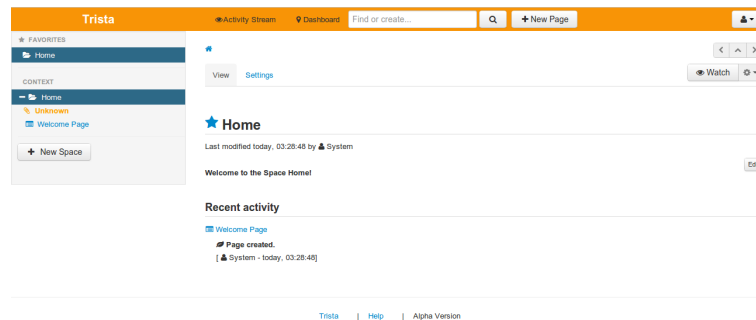 Trista
Activity Stream
Dashboard
Find or create...
+ New Page
FAVORITES
Home
CONTEXT
Home
Unknown
Welcome Page
+ New Space
View
Settings
Watch
Home
Last modified today, 03:28:48 by System
Welcome to the Space Home!
Recent activity
Welcome Page
Page created.
[ System - today, 03:28:48]
Trista | Help | Alpha Version